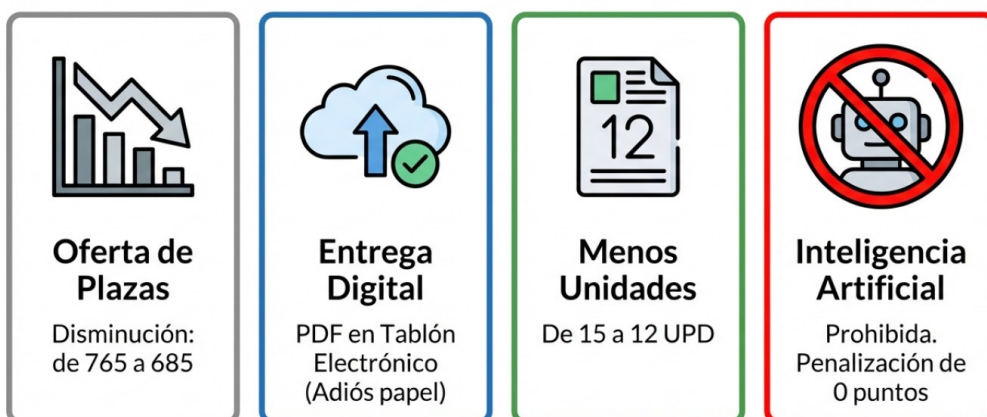 Oferta de
Plazas
Disminución:
de 765 a 685
Entrega
Digital
PDF en Tablón
Electrónico
(Adiós papel)
12
Menos
Unidades
De 15 a 12 UPD
Inteligencia
Artificial
Prohibida.
Penalización de
0 puntos